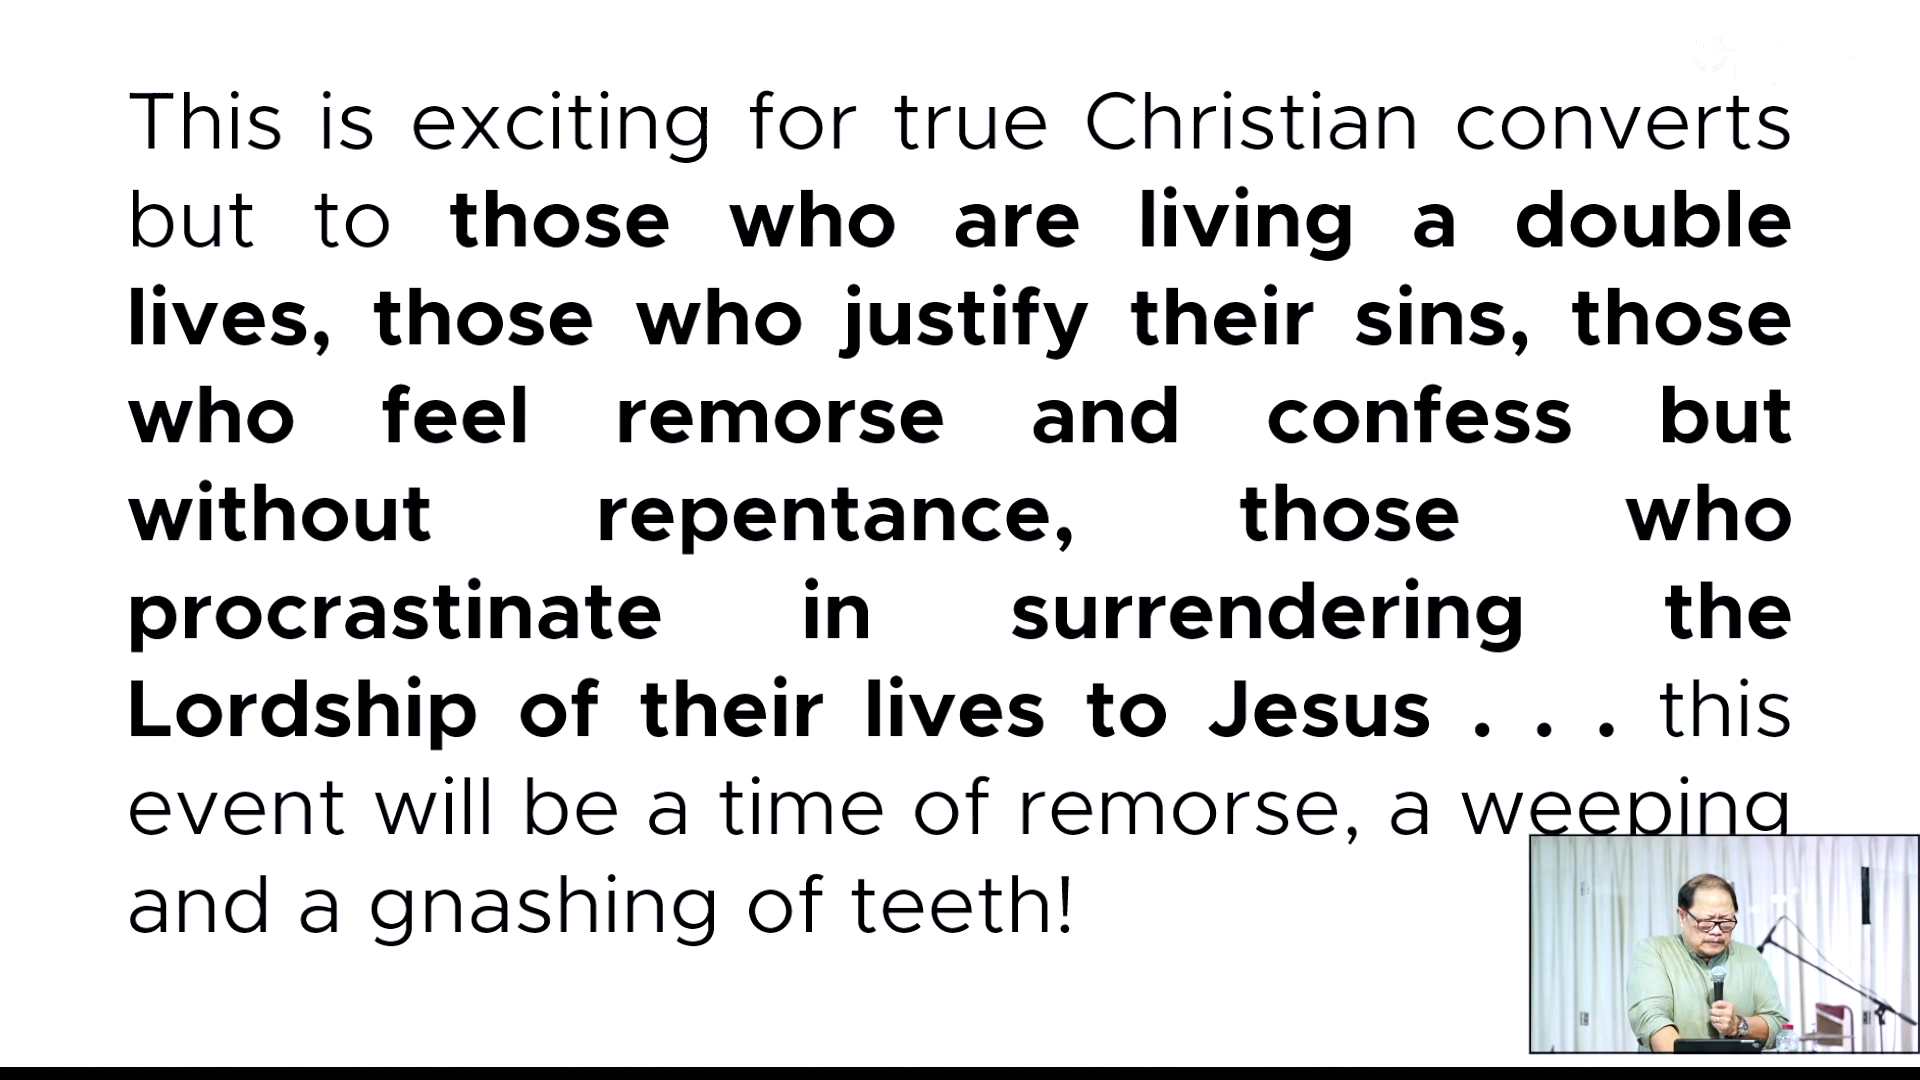 This is exciting for true Christian converts
but to those who are living a double
lives, those who justify their sins, those
who feel remorse and confess but
without repentance, those who
procrastinate in surrendering the
Lordship of their lives to Jesus . . . this
event will be a time of remorse, a weeping
and a gnashing of teeth!